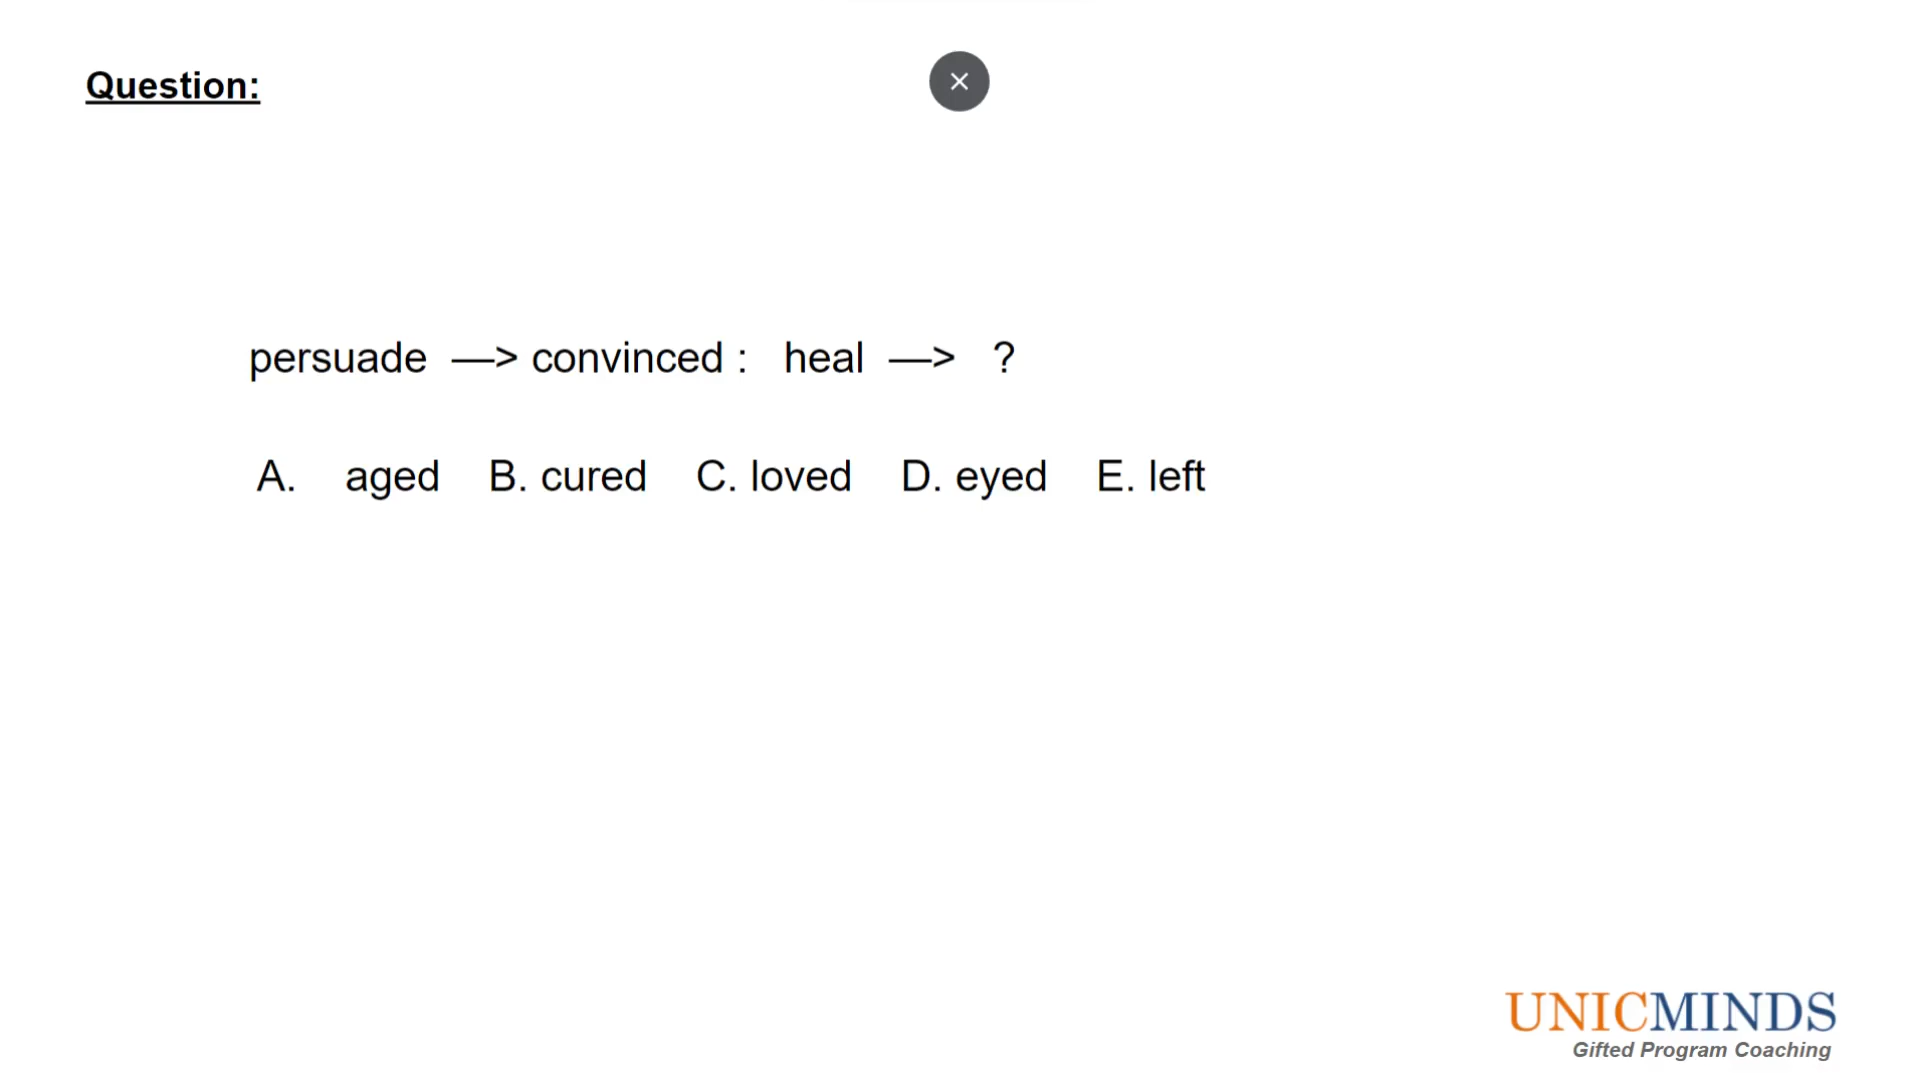 Question:
persuade —> convinced : heal —> ?
A. aged B. cured C. loved D. eyed E. left
UNICMINDS
Gifted Program Coaching